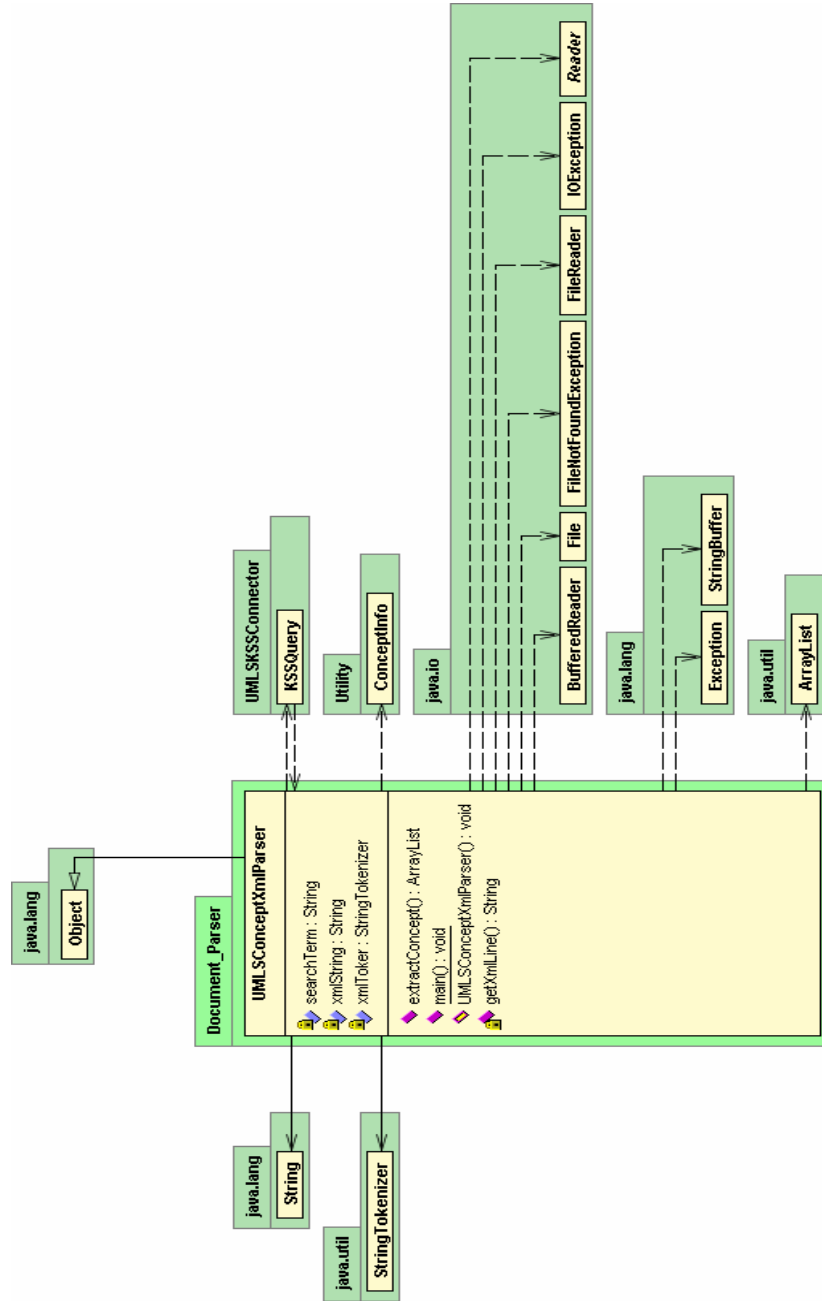 java.lang
Object
Document_Parser
UMLSConceptXmlParser
searchTerm : String
xmlString : String
xmlToker : StringTokenizer
extractConcept() : ArrayList
main() : void
UMLSConceptXmlParser() : void
getXmlLine() : String
java.lang
String
java.util
StringTokenizer
UMLSKSSConnector
KSSQuery
Utility
ConceptInfo
java.io
BufferedReader
File
FileNotFoundException
FileReader
IOException
Reader
java.lang
Exception
StringBuffer
java.util
ArrayList